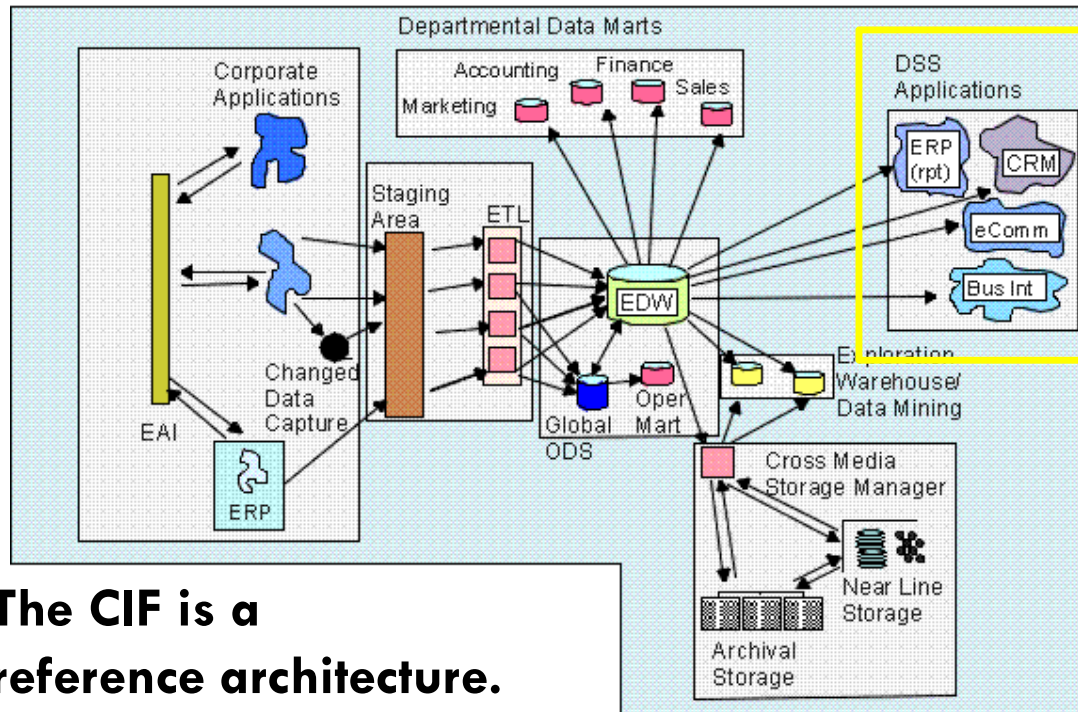 Departmental Data Marts
Corporate
Applications
Accounting
Finance
Marketing
Sales
DSS
Applications
ERP
(rpt)
CRM
eComm
Bus Int
Staging
Area
ETL
EDW
Changed
Data
Capture
EAI
ERP
Global
ODS
Oper
Mart
Exploration
Warehouse/
Data Mining
Cross Media
Storage Manager
Near Line
Storage
Archival
Storage
The CIF is a
reference architecture.